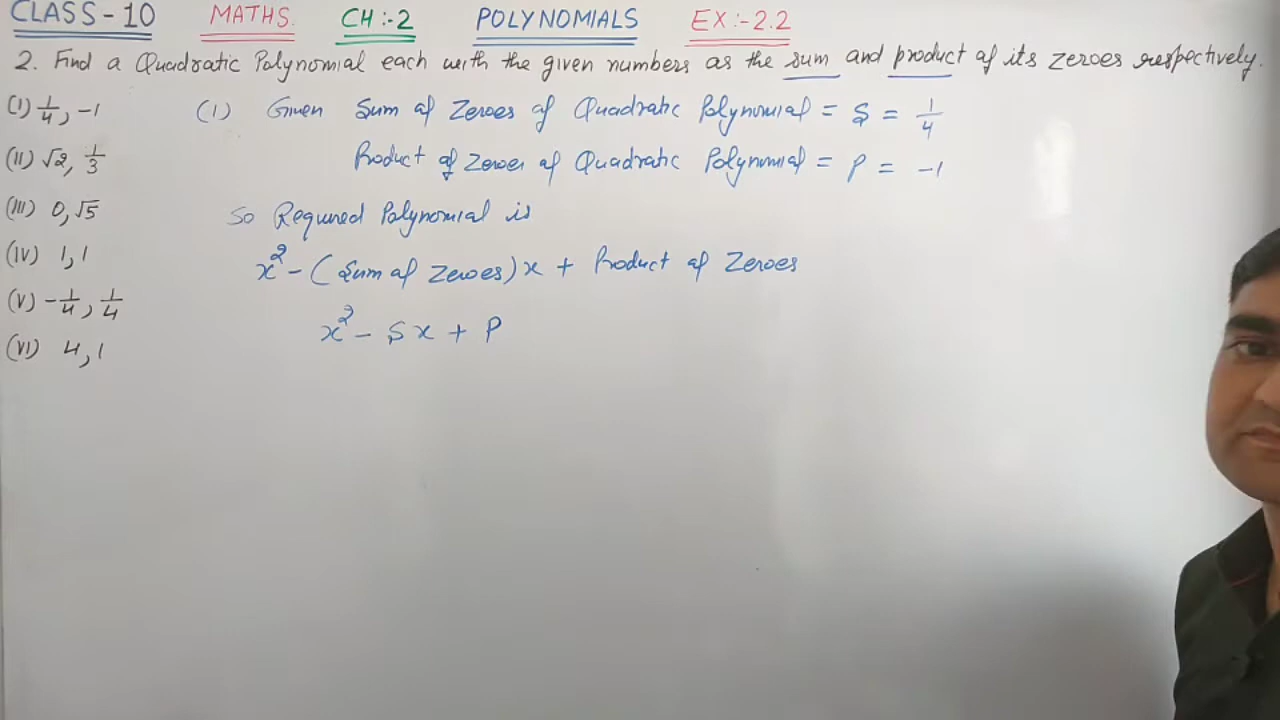 CLASS-10 MATHS. CH:-2 POLYNOMIALS EX:-2.2
2. Find a Quadratic Polynomial each with the given numbers as the sum and product of its zeroes respectively.
(I) 1/4, -1
(II) √2, 1/3
(III) 0, √5
(IV) 1, 1
(V) -1/4, 1/4
(VI) 4, 1
(I) Given Sum of Zeroes of Quadratic Polynomial = S = 1/4
Product of Zeroes of Quadratic Polynomial = P = -1
So Required Polynomial is
x² - (Sum of Zeroes)x + Product of Zeroes
x² - Sx + P